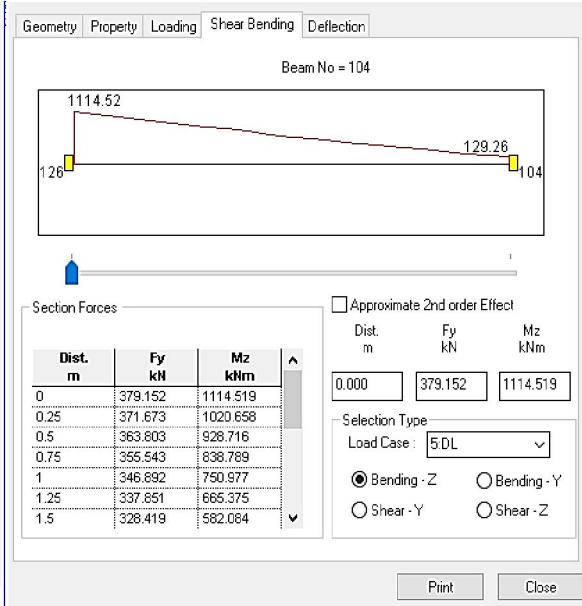 Geometry Property Loading Shear Bending Deflection
Beam No = 104
1114.52
129.26
126
104
Section Forces
Dist. m Fy kN Mz kNm
0 379.152 1114.519
0.25 371.673 1020.658
0.5 363.803 928.716
0.75 355.543 838.789
1 346.892 750.977
1.25 337.851 665.375
1.5 328.419 582.084
Approximate 2nd order Effect
Dist. m Fy kN Mz kNm
0.000 379.152 1114.519
Selection Type
Load Case : 5:DL
Bending - Z Bending - Y
Shear - Y Shear - Z
Print Close